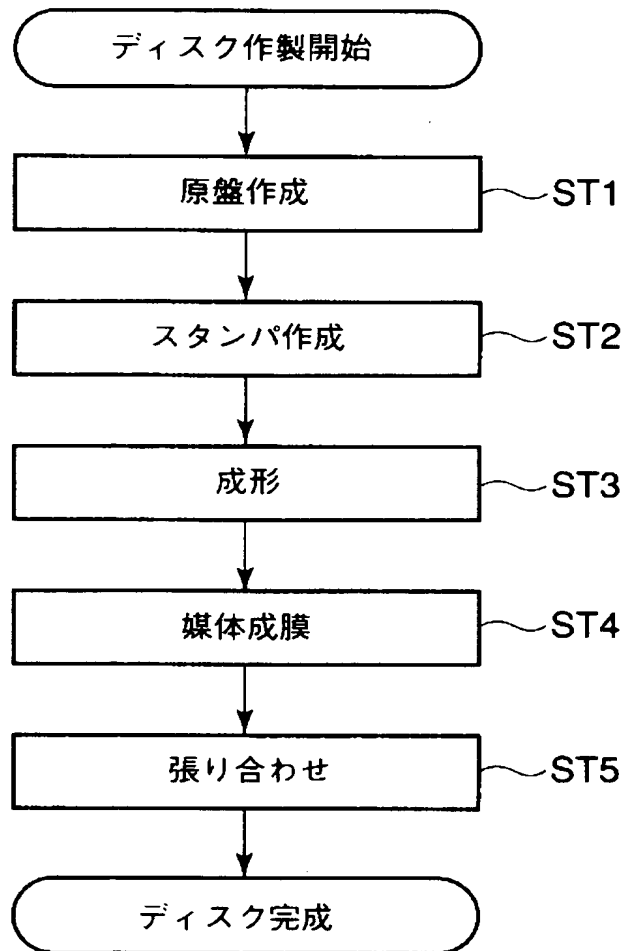 ディスク作製開始
原盤作成 ST1
スタンパ作成 ST2
成形 ST3
媒体成膜 ST4
張り合わせ ST5
ディスク完成